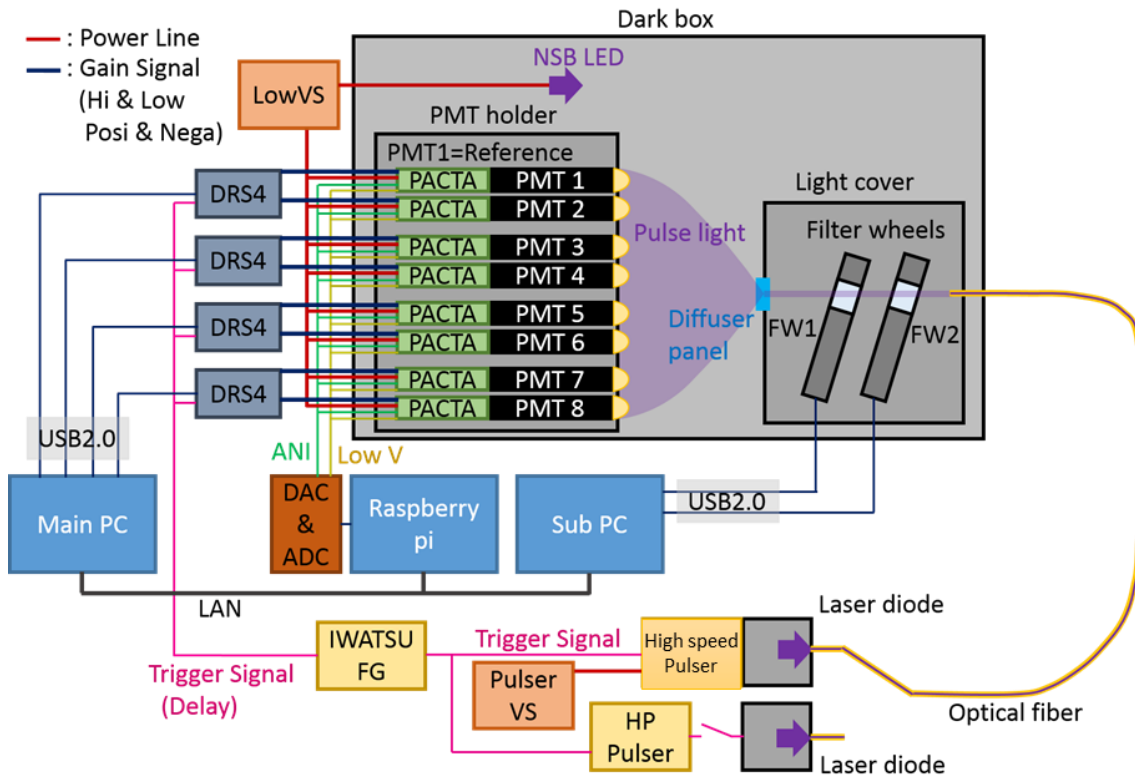 Dark box
: Power Line
: Gain Signal
(Hi & Low
Posi & Nega)
NSB LED
LowVS
PMT holder
PMT1=Reference
DRS4
PACTA
PMT 1
PACTA
PMT 2
DRS4
PACTA
PMT 3
PACTA
PMT 4
DRS4
PACTA
PMT 5
PACTA
PMT 6
DRS4
PACTA
PMT 7
PACTA
PMT 8
Pulse light
Diffuser
panel
Light cover
Filter wheels
FW1
FW2
USB2.0
ANI
Low V
Main PC
DAC
&
ADC
Raspberry
pi
Sub PC
USB2.0
LAN
Trigger Signal
(Delay)
IWATSU
FG
Trigger Signal
Pulser
VS
High speed
Pulser
Laser diode
HP
Pulser
Optical fiber
Laser diode